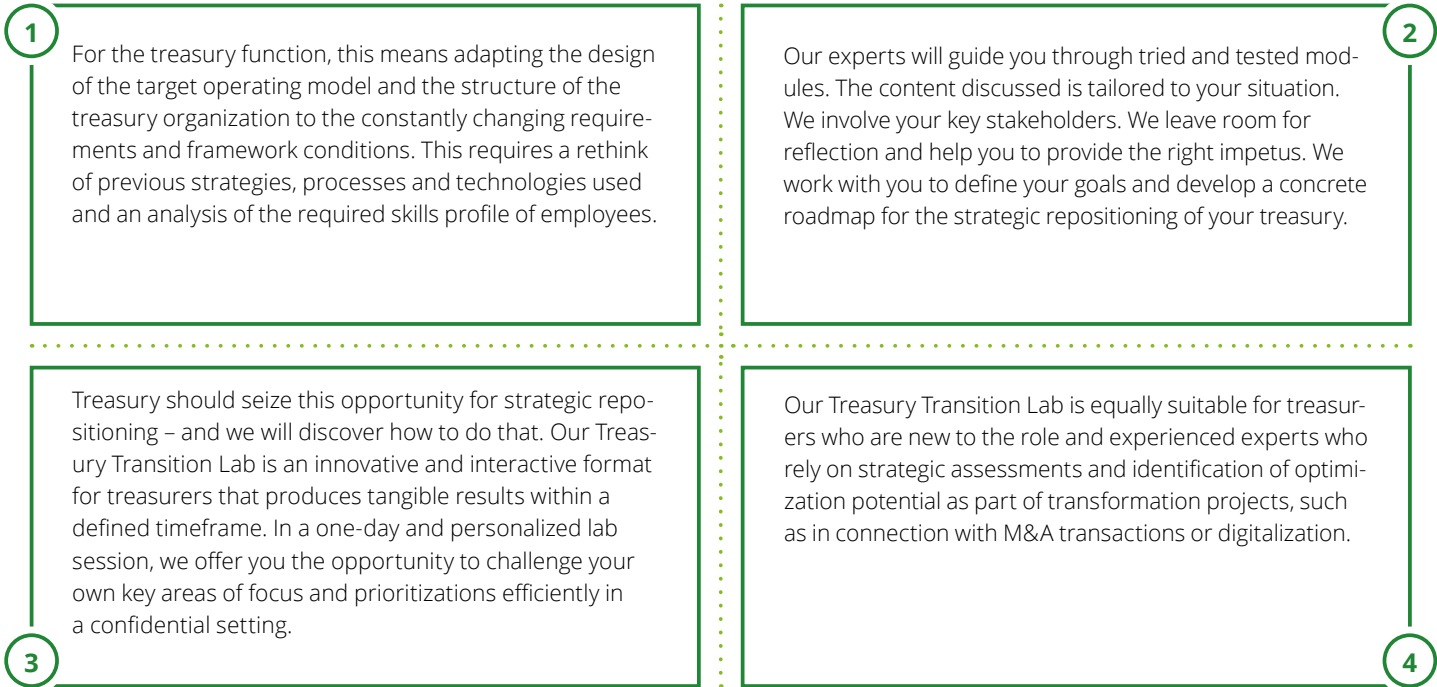 1
For the treasury function, this means adapting the design
of the target operating model and the structure of the
treasury organization to the constantly changing require-
ments and framework conditions. This requires a rethink
of previous strategies, processes and technologies used
and an analysis of the required skills profile of employees.
2
Our experts will guide you through tried and tested mod-
ules. The content discussed is tailored to your situation.
We involve your key stakeholders. We leave room for
reflection and help you to provide the right impetus. We
work with you to define your goals and develop a concrete
roadmap for the strategic repositioning of your treasury.
Treasury should seize this opportunity for strategic repo-
sitioning – and we will discover how to do that. Our Treas-
ury Transition Lab is an innovative and interactive format
for treasurers that produces tangible results within a
defined timeframe. In a one-day and personalized lab
session, we offer you the opportunity to challenge your
own key areas of focus and prioritizations efficiently in
a confidential setting.
3
Our Treasury Transition Lab is equally suitable for treasur-
ers who are new to the role and experienced experts who
rely on strategic assessments and identification of optimi-
zation potential as part of transformation projects, such
as in connection with M&A transactions or digitalization.
4